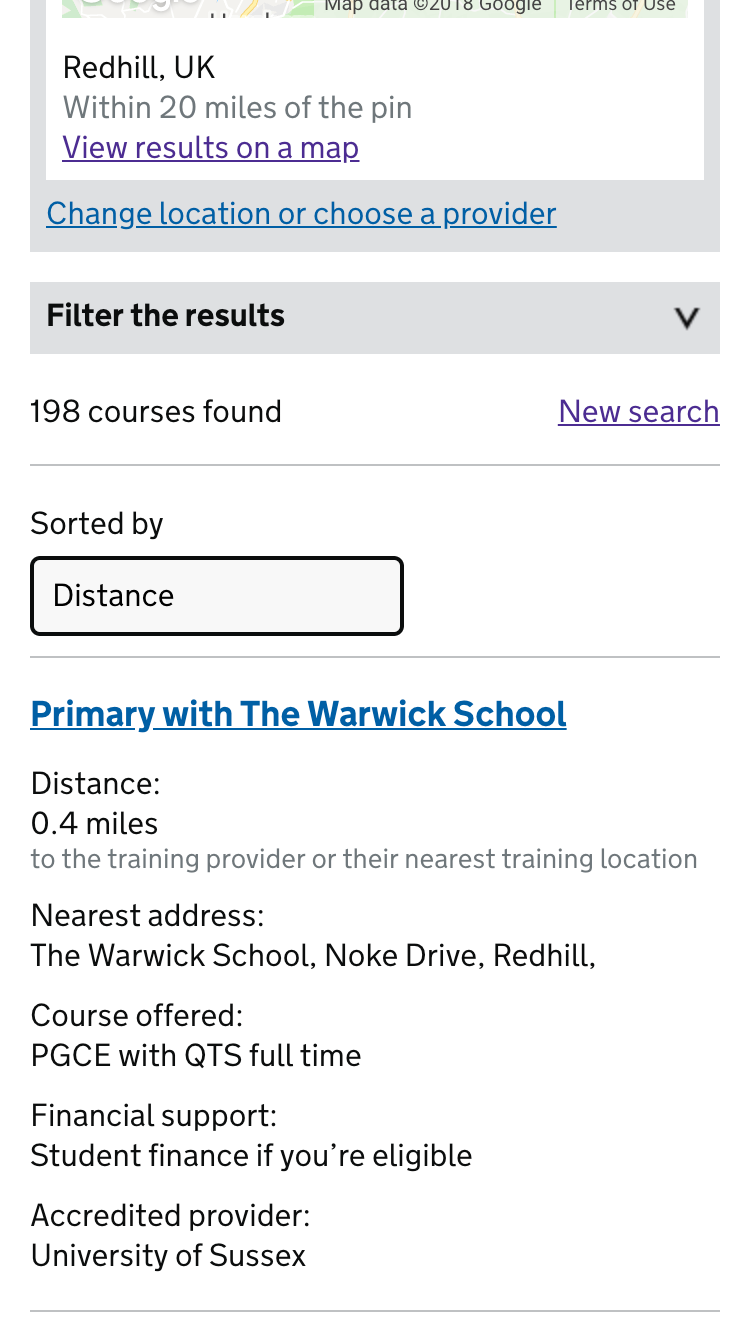 Map data ©2018 Google Terms of Use
Redhill, UK
Within 20 miles of the pin
View results on a map
Change location or choose a provider
Filter the results
198 courses found New search
Sorted by
Distance
Primary with The Warwick School
Distance:
0.4 miles
to the training provider or their nearest training location
Nearest address:
The Warwick School, Noke Drive, Redhill,
Course offered:
PGCE with QTS full time
Financial support:
Student finance if you’re eligible
Accredited provider:
University of Sussex